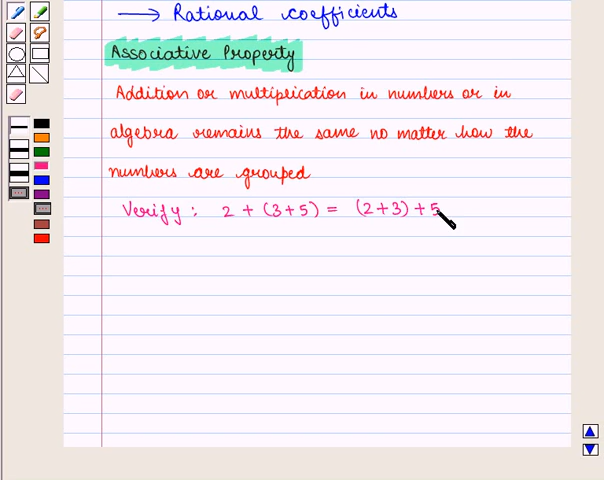 → Rational coefficients
Associative Property
Addition or multiplication in numbers or in
algebra remains the same no matter how the
numbers are grouped
Verify : 2 + (3+5) = (2+3) + 5